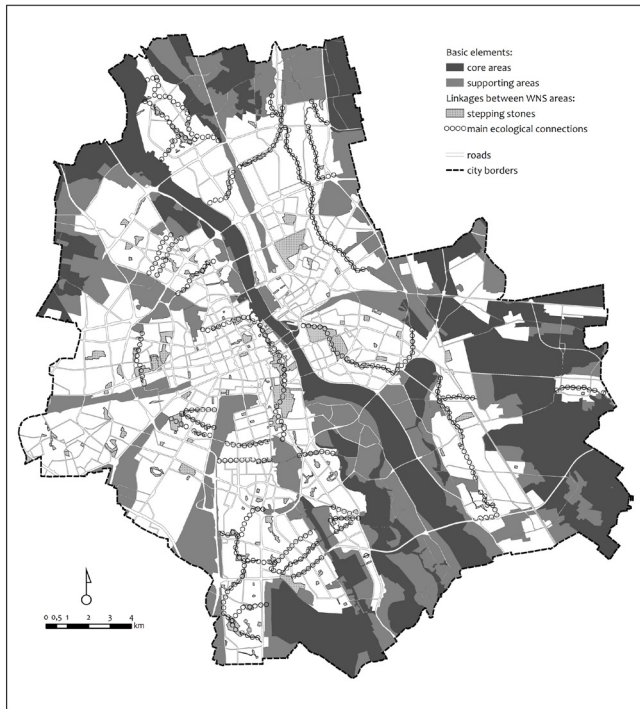 Basic elements:
core areas
supporting areas
Linkages between WNS areas:
stepping stones
main ecological connections
roads
city borders
0 0,5 1 2 3 4
km